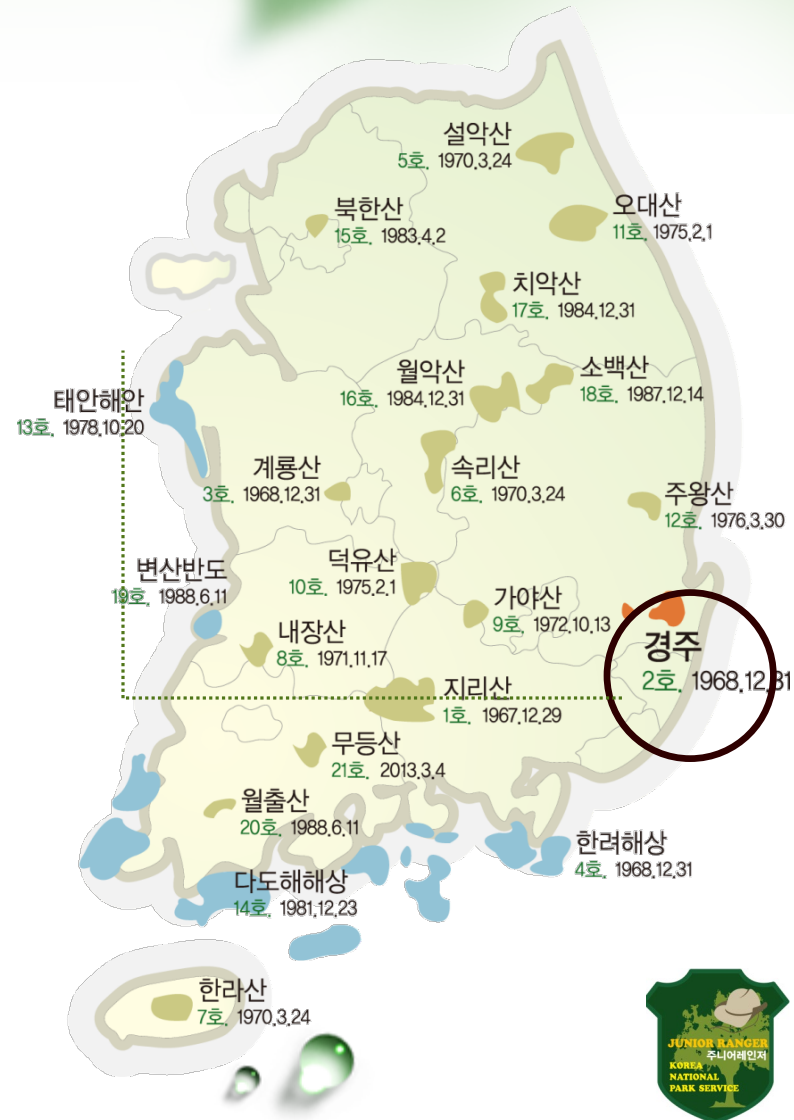 설악산
5호. 1970.3.24
북한산
15호. 1983.4.2
오대산
11호. 1975.2.1
치악산
17호. 1984.12.31
월악산
16호. 1984.12.31
소백산
18호. 1987.12.14
태안해안
13호. 1978.10.20
계룡산
3호. 1968.12.31
속리산
6호. 1970.3.24
주왕산
12호. 1976.3.30
변산반도
19호. 1988.6.11
덕유산
10호. 1975.2.1
가야산
9호. 1972.10.13
내장산
8호. 1971.11.17
경주
2호. 1968.12.31
지리산
1호. 1967.12.29
무등산
21호. 2013.3.4
월출산
20호. 1988.6.11
한려해상
4호. 1968.12.31
다도해해상
14호. 1981.12.23
한라산
7호. 1970.3.24
JUNIOR RANGER
주니어레인저
KOREA
NATIONAL
PARK SERVICE